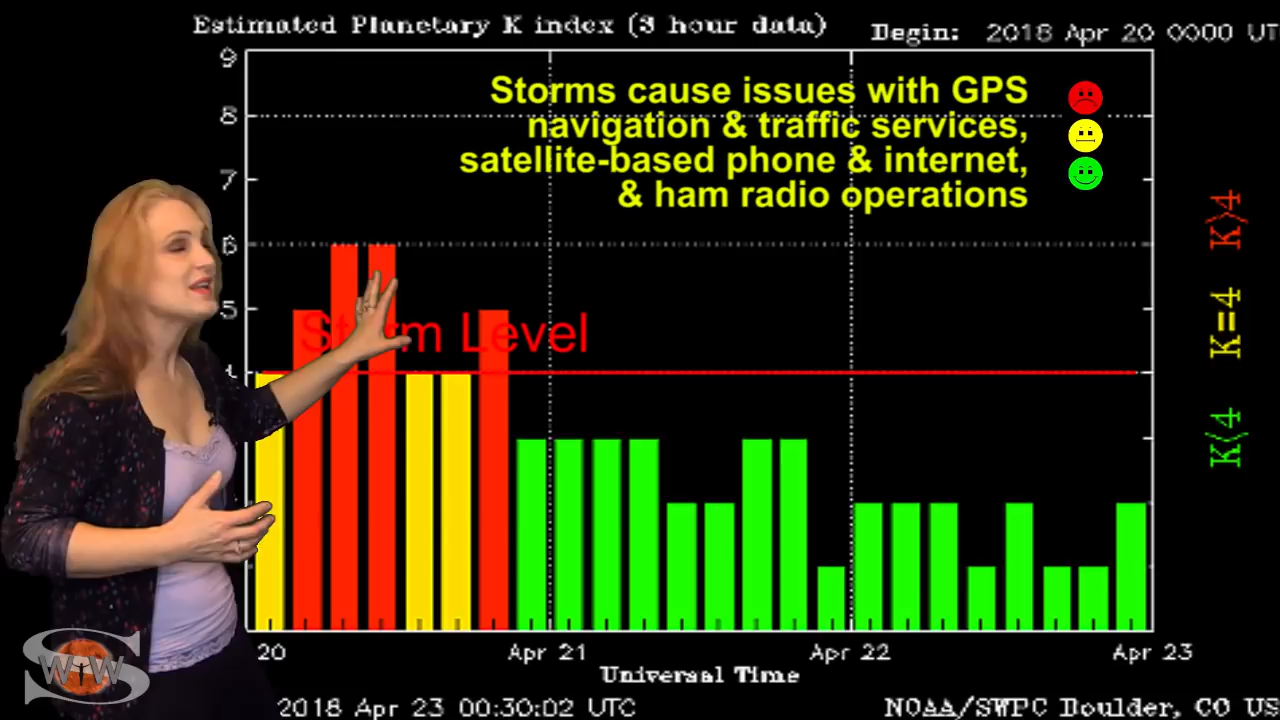 Estimated Planetary K index (3 hour data)
Begin: 2018 Apr 20 0000 UT
9
8
7
6
5
4
Storms cause issues with GPS
navigation & traffic services,
satellite-based phone & internet,
& ham radio operations
Storm Level
K>4
K=4
K<4
20
Apr 21
Apr 22
Apr 23
Universal Time
2018 Apr 23 00:30:02 UTC
NOAA/SWPC Boulder, CO US
S
WTW